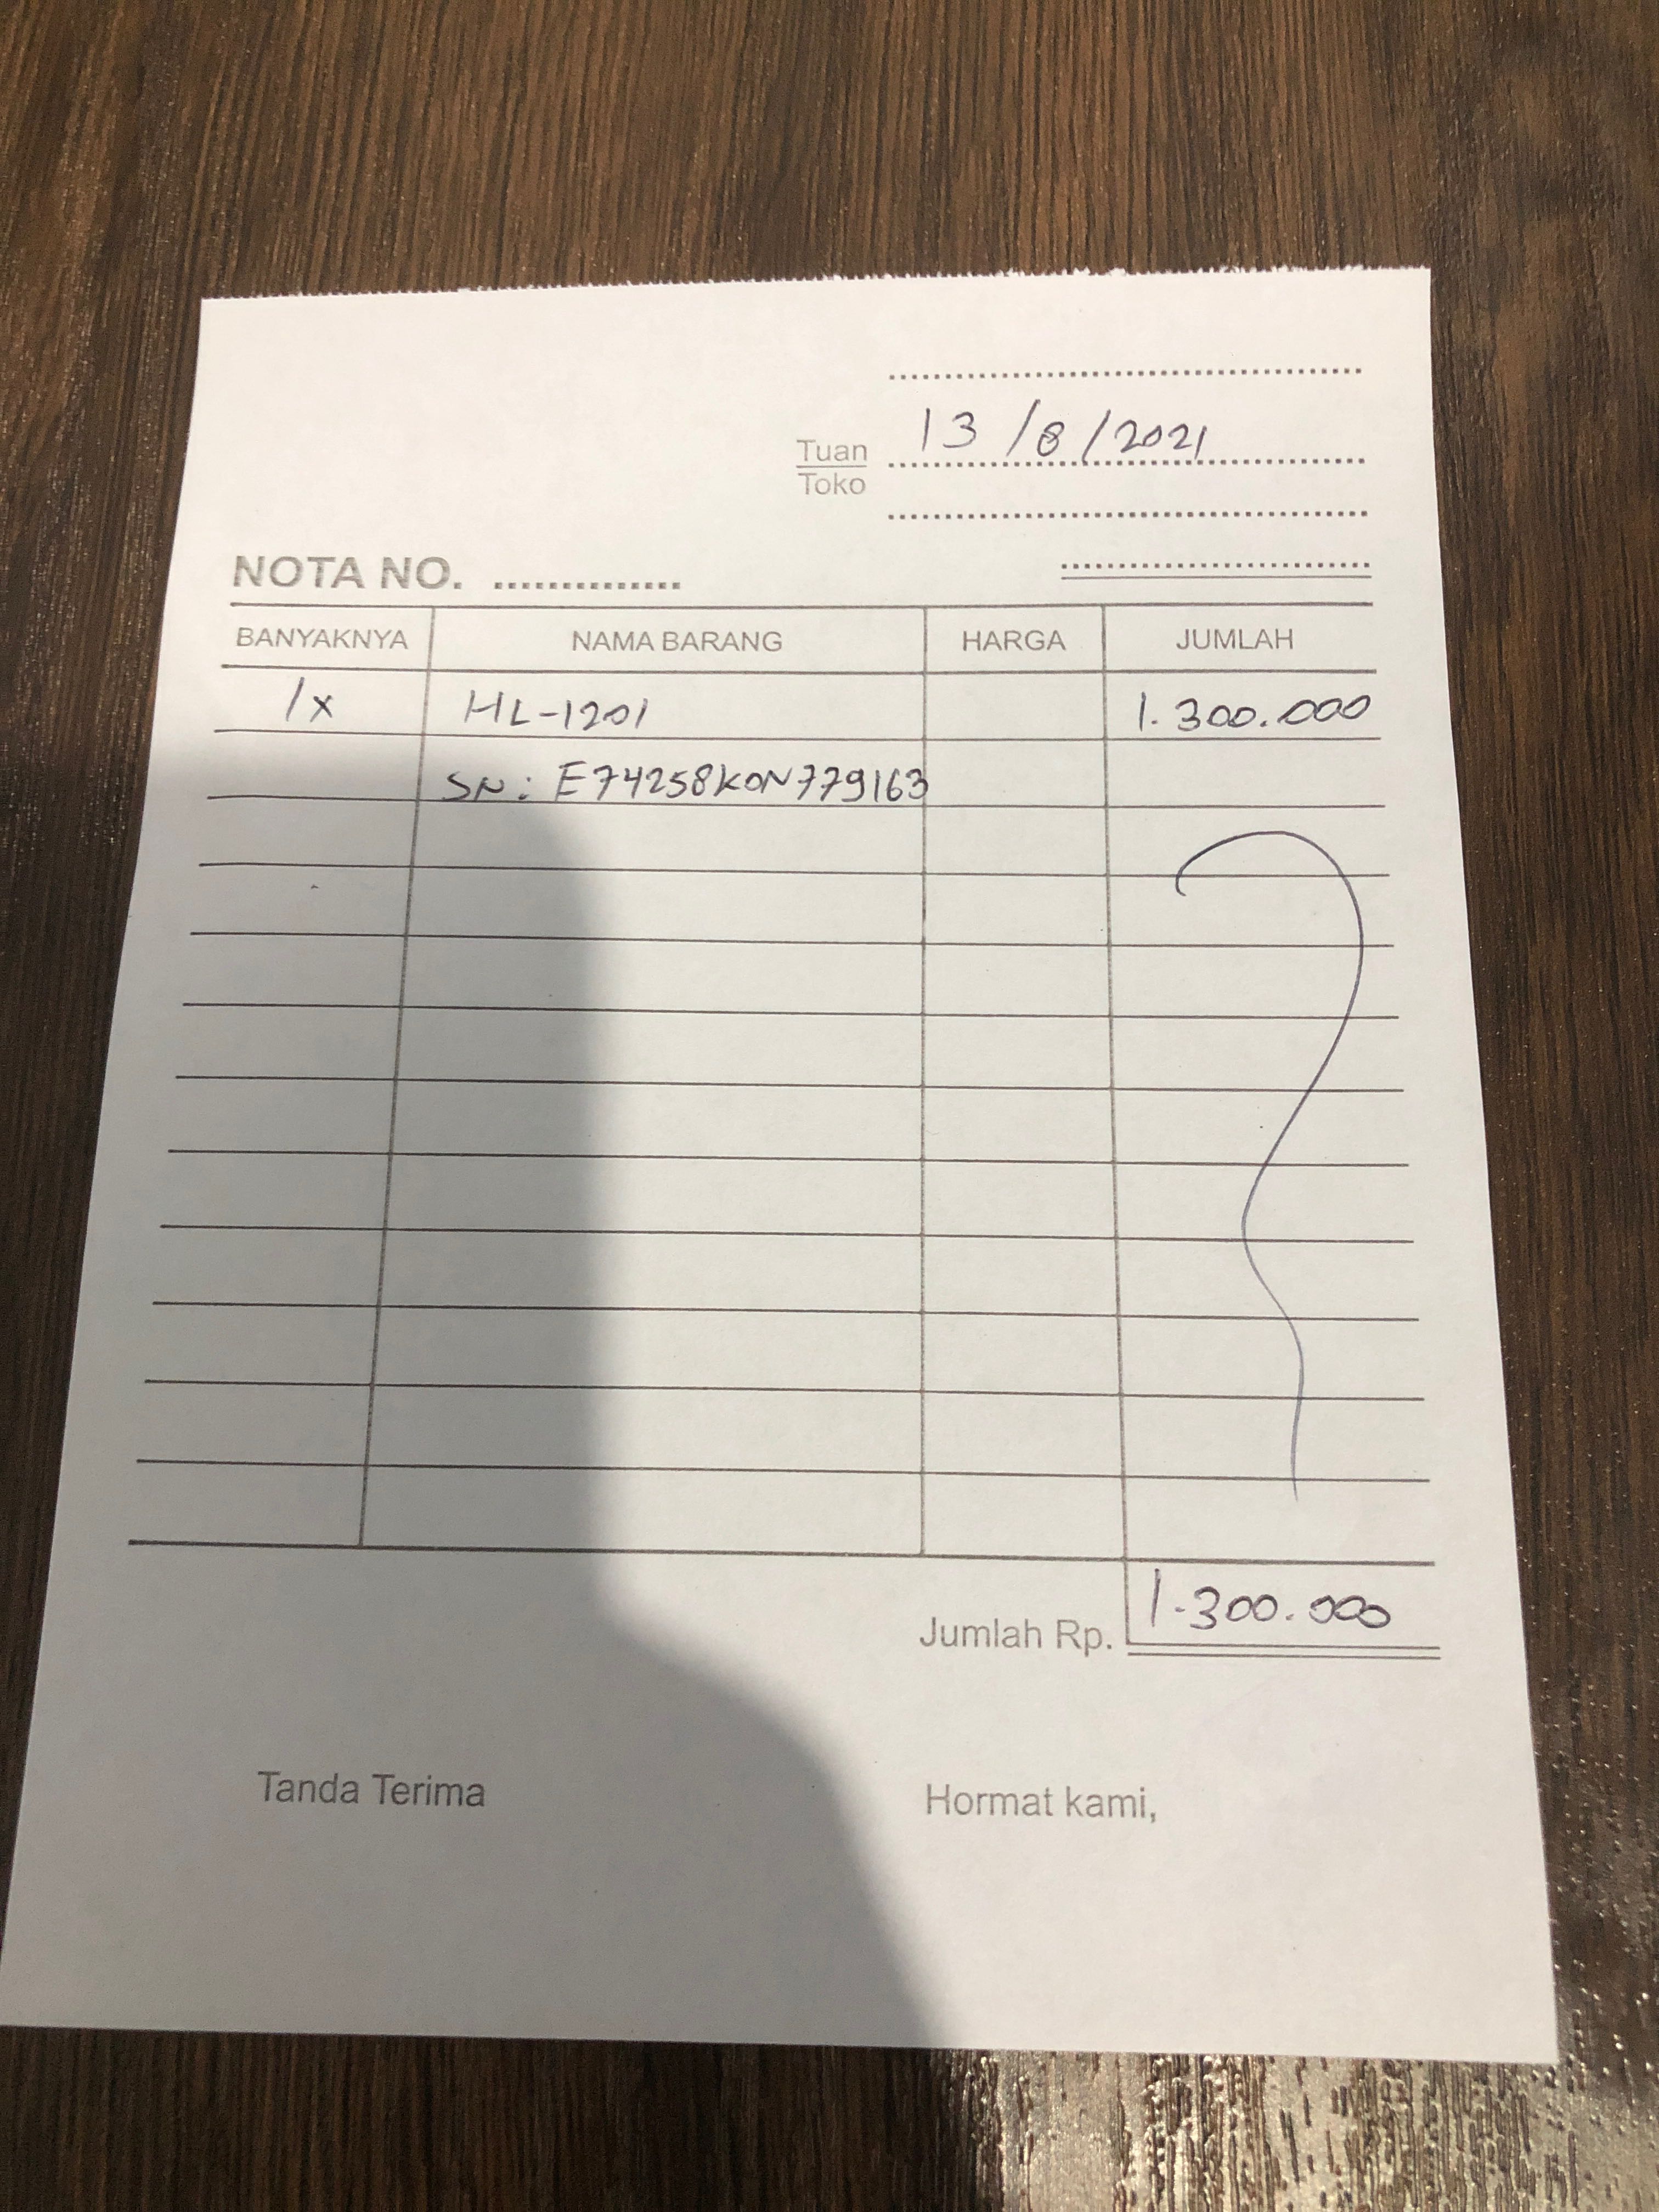 13/8/2021
Tuan
Toko
NOTA NO. ..............
BANYAKNYA NAMA BARANG HARGA JUMLAH
1x HL-1201 1.300.000
SN: E74258K0N779163
Jumlah Rp. 1.300.000
Tanda Terima Hormat kami,